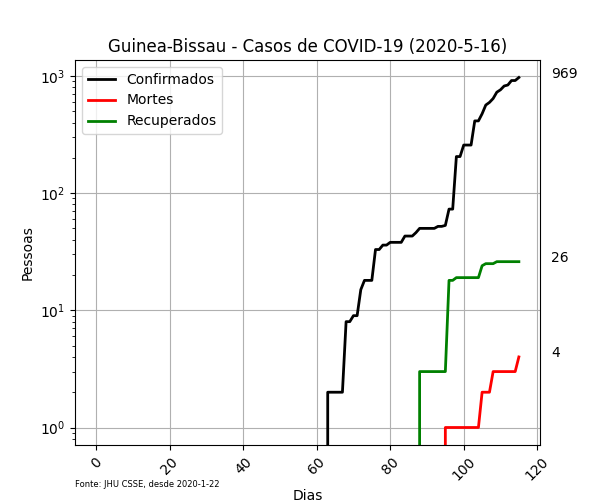 Guinea-Bissau - Casos de COVID-19 (2020-5-16)
Confirmados
Mortes
Recuperados
Pessoas
10³
10²
10¹
10⁰
969
26
4
0 20 40 60 80 100 120
Dias
Fonte: JHU CSSE, desde 2020-1-22